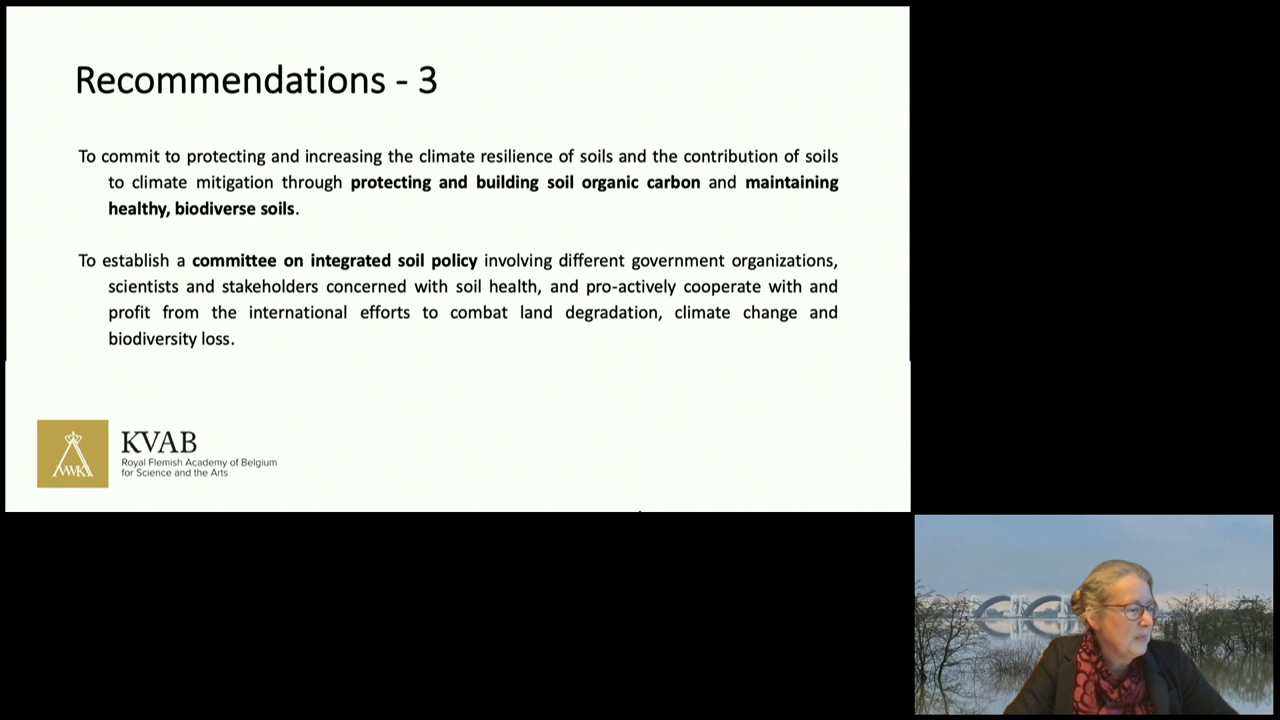 Recommendations - 3
To commit to protecting and increasing the climate resilience of soils and the contribution of soils
to climate mitigation through protecting and building soil organic carbon and maintaining
healthy, biodiverse soils.
To establish a committee on integrated soil policy involving different government organizations,
scientists and stakeholders concerned with soil health, and pro-actively cooperate with and
profit from the international efforts to combat land degradation, climate change and
biodiversity loss.
KVAB
Royal Flemish Academy of Belgium
for Science and the Arts